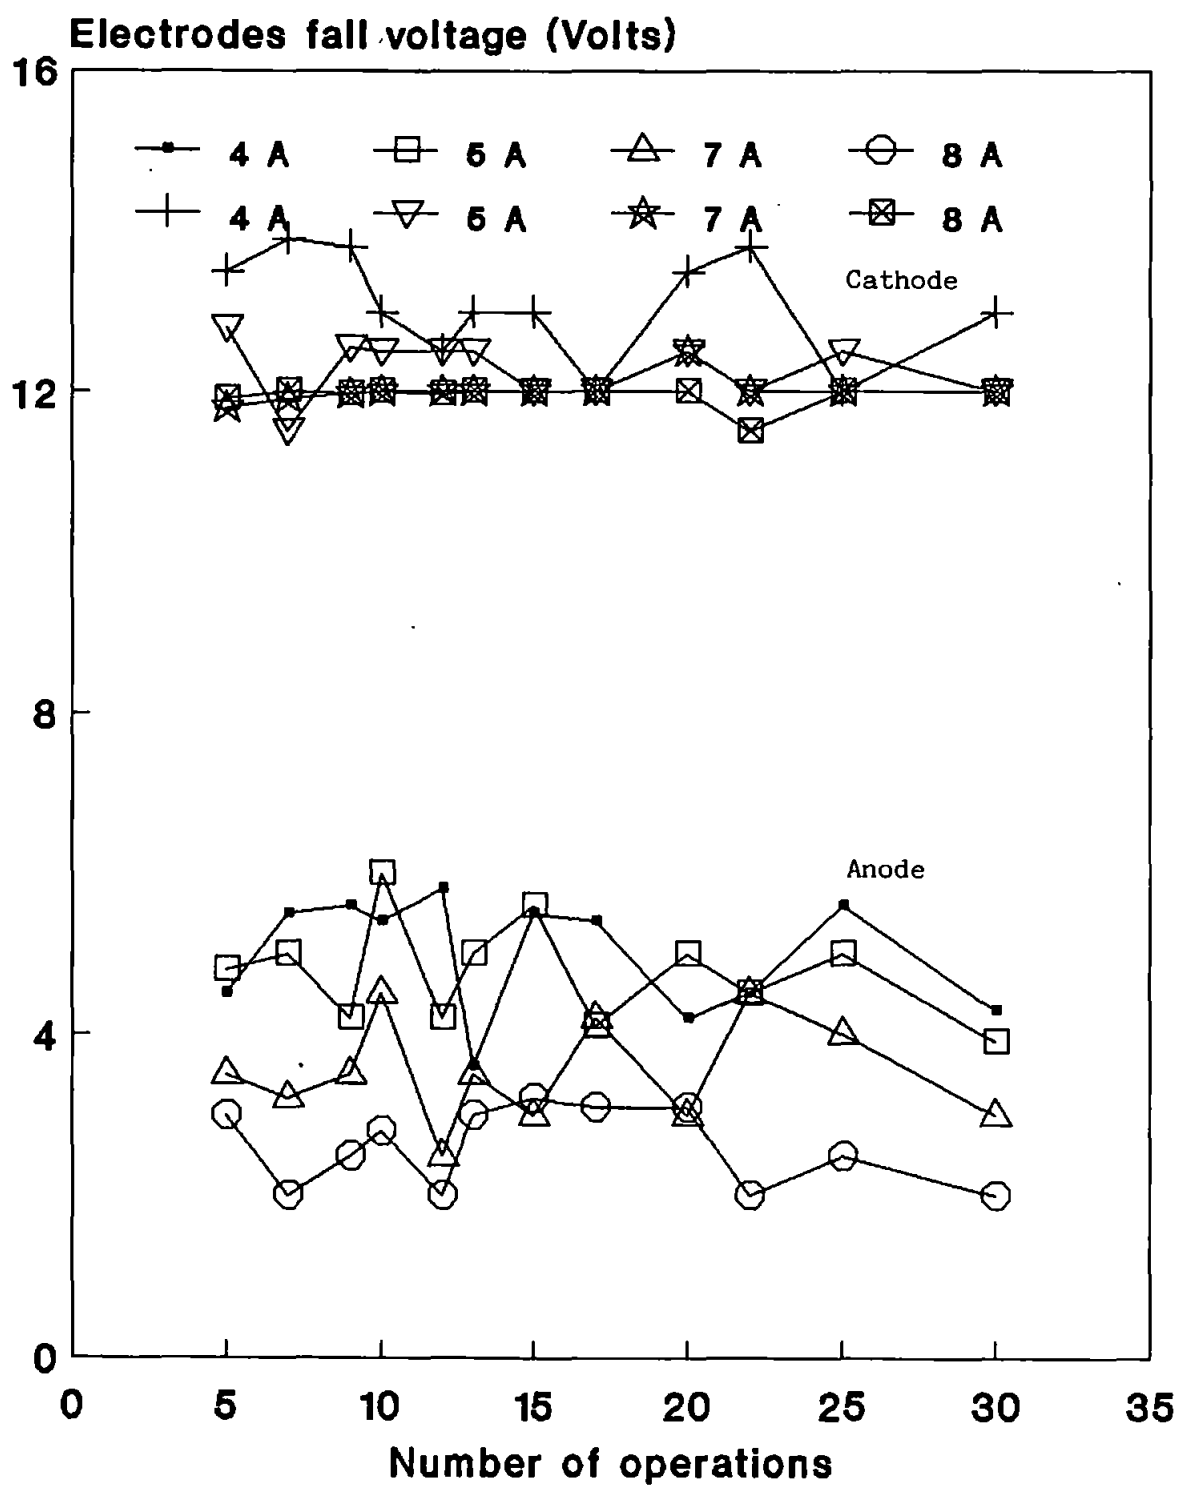 Electrodes fall voltage (Volts)
16
4 A 5 A 7 A 8 A
4 A 5 A 7 A 8 A
Cathode
12
8
Anode
4
0
0 5 10 15 20 25 30 35
Number of operations